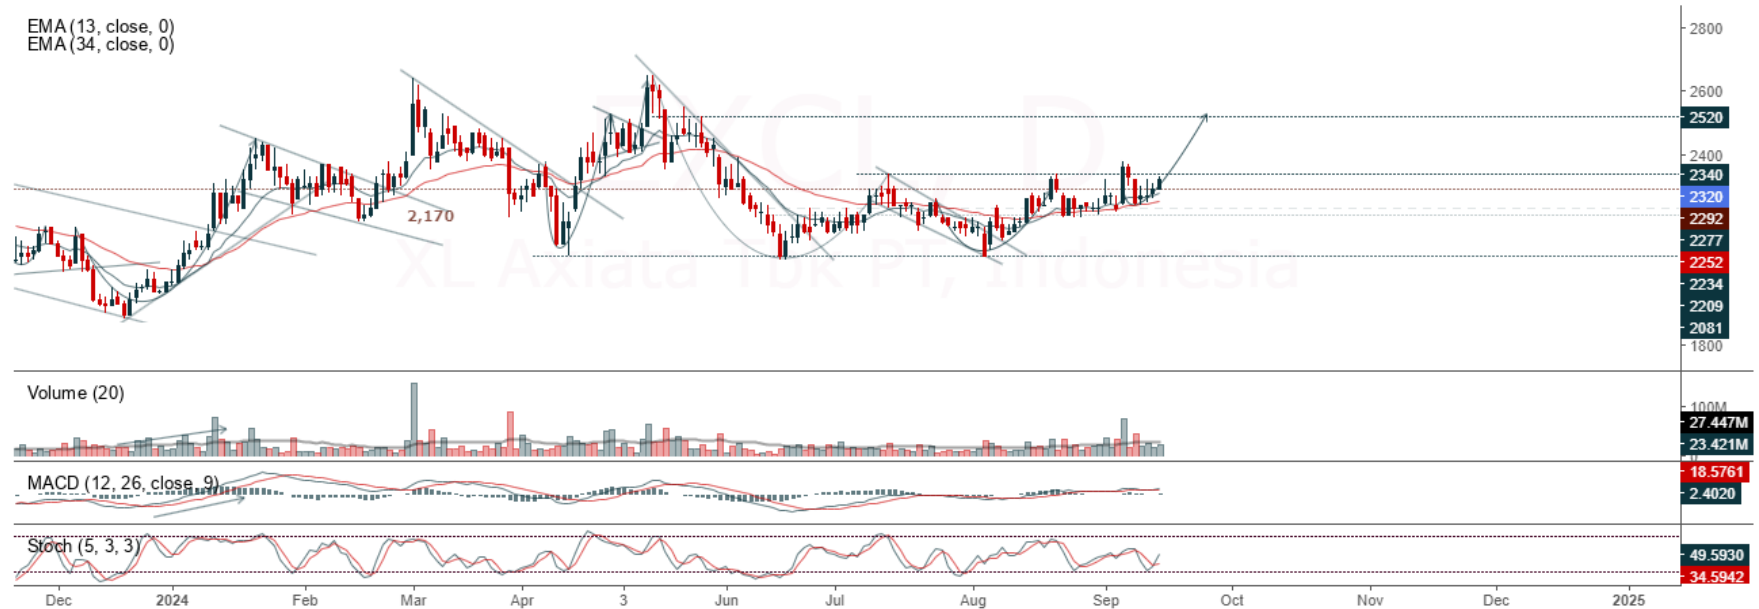 EMA (13, close, 0)
EMA (34, close, 0)
EXCL, D
XL Axiata Tbk PT, Indonesia
2,170
2800
2600
2520
2400
2340
2320
2292
2277
2252
2234
2209
2081
1800
Volume (20)
100M
27.447M
23.421M
0
MACD (12, 26, close, 9)
18.5761
2.4020
Stoch (5, 3, 3)
49.5930
34.5942
Dec 2024 Feb Mar Apr 3 Jun Jul Aug Sep Oct Nov Dec 2025